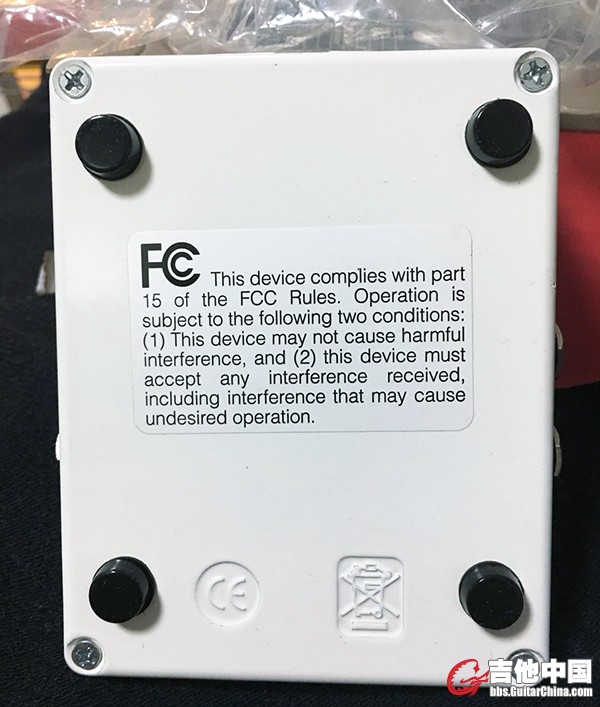 FC This device complies with part
15 of the FCC Rules. Operation is
subject to the following two conditions:
(1) This device may not cause harmful
interference, and (2) this device must
accept any interference received,
including interference that may cause
undesired operation.
CE
吉他中国
bbs.GuitarChina.com